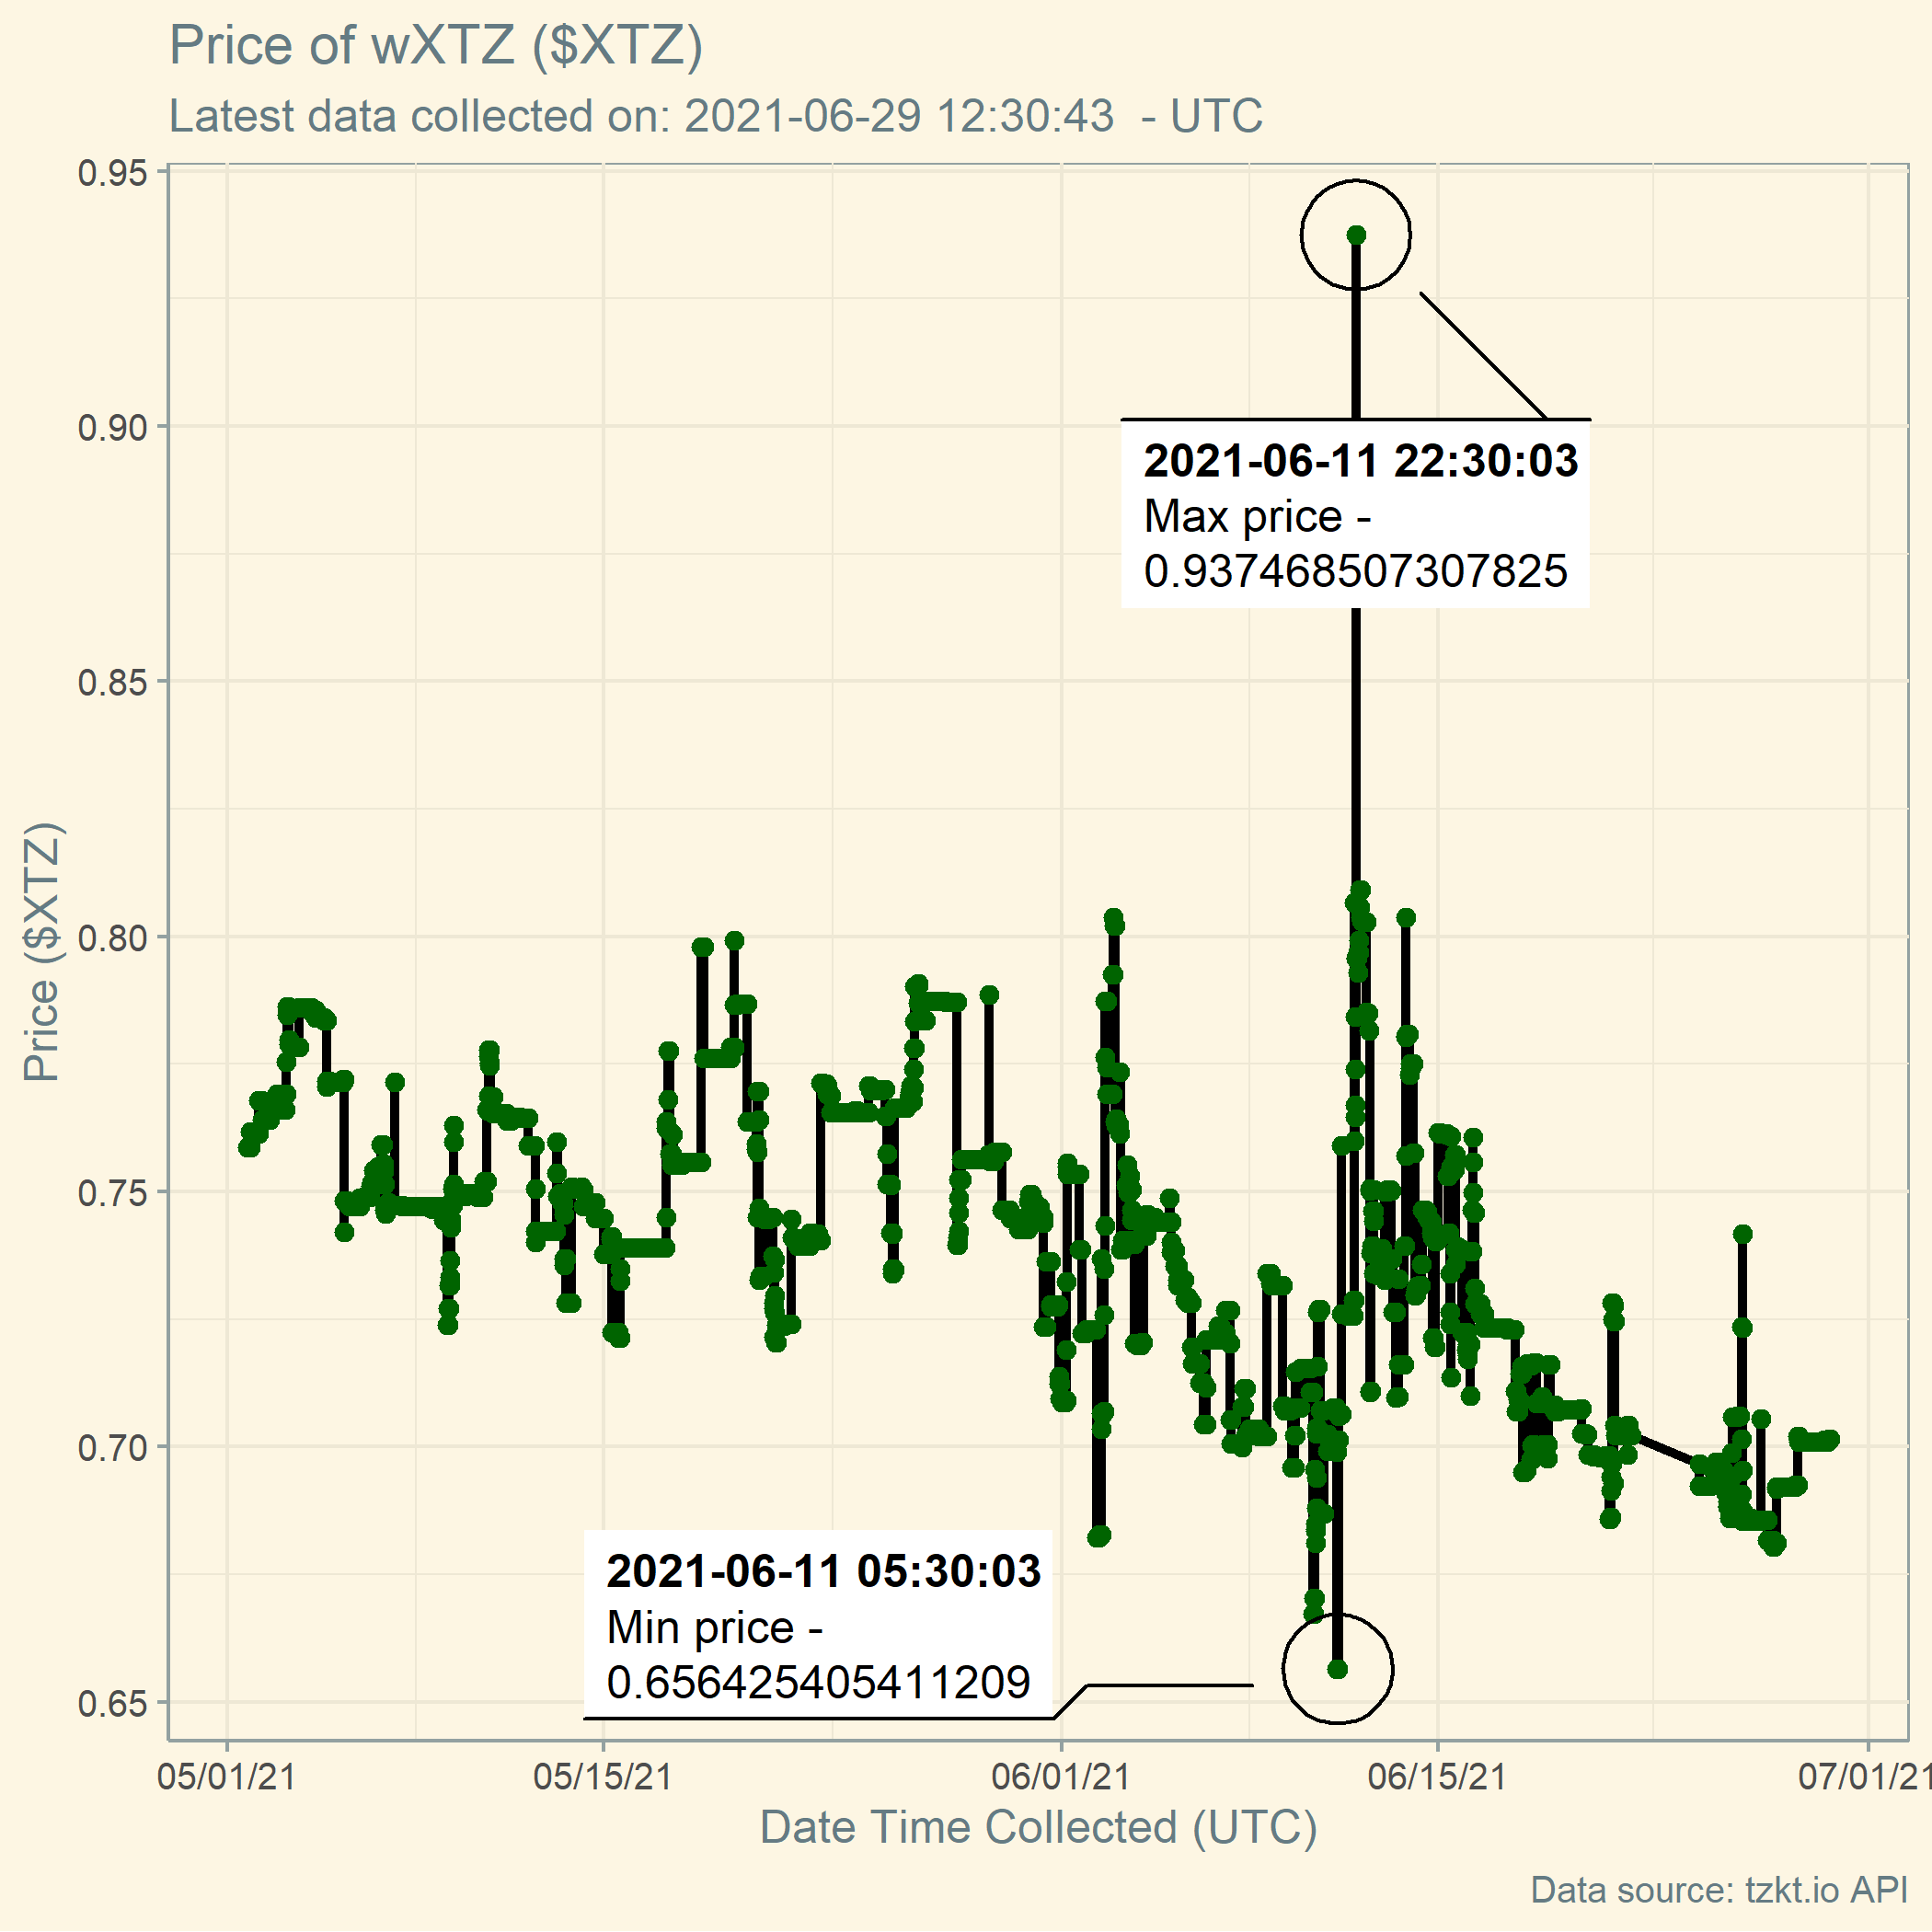 Price of wXTZ ($XTZ)
Latest data collected on: 2021-06-29 12:30:43  - UTC
0.95
0.90
0.85
0.80
0.75
0.70
0.65
Price ($XTZ)
2021-06-11 22:30:03
Max price -
0.937468507307825
2021-06-11 05:30:03
Min price -
0.656425405411209
05/01/21 05/15/21 06/01/21 06/15/21 07/01/21
Date Time Collected (UTC)
Data source: tzkt.io API